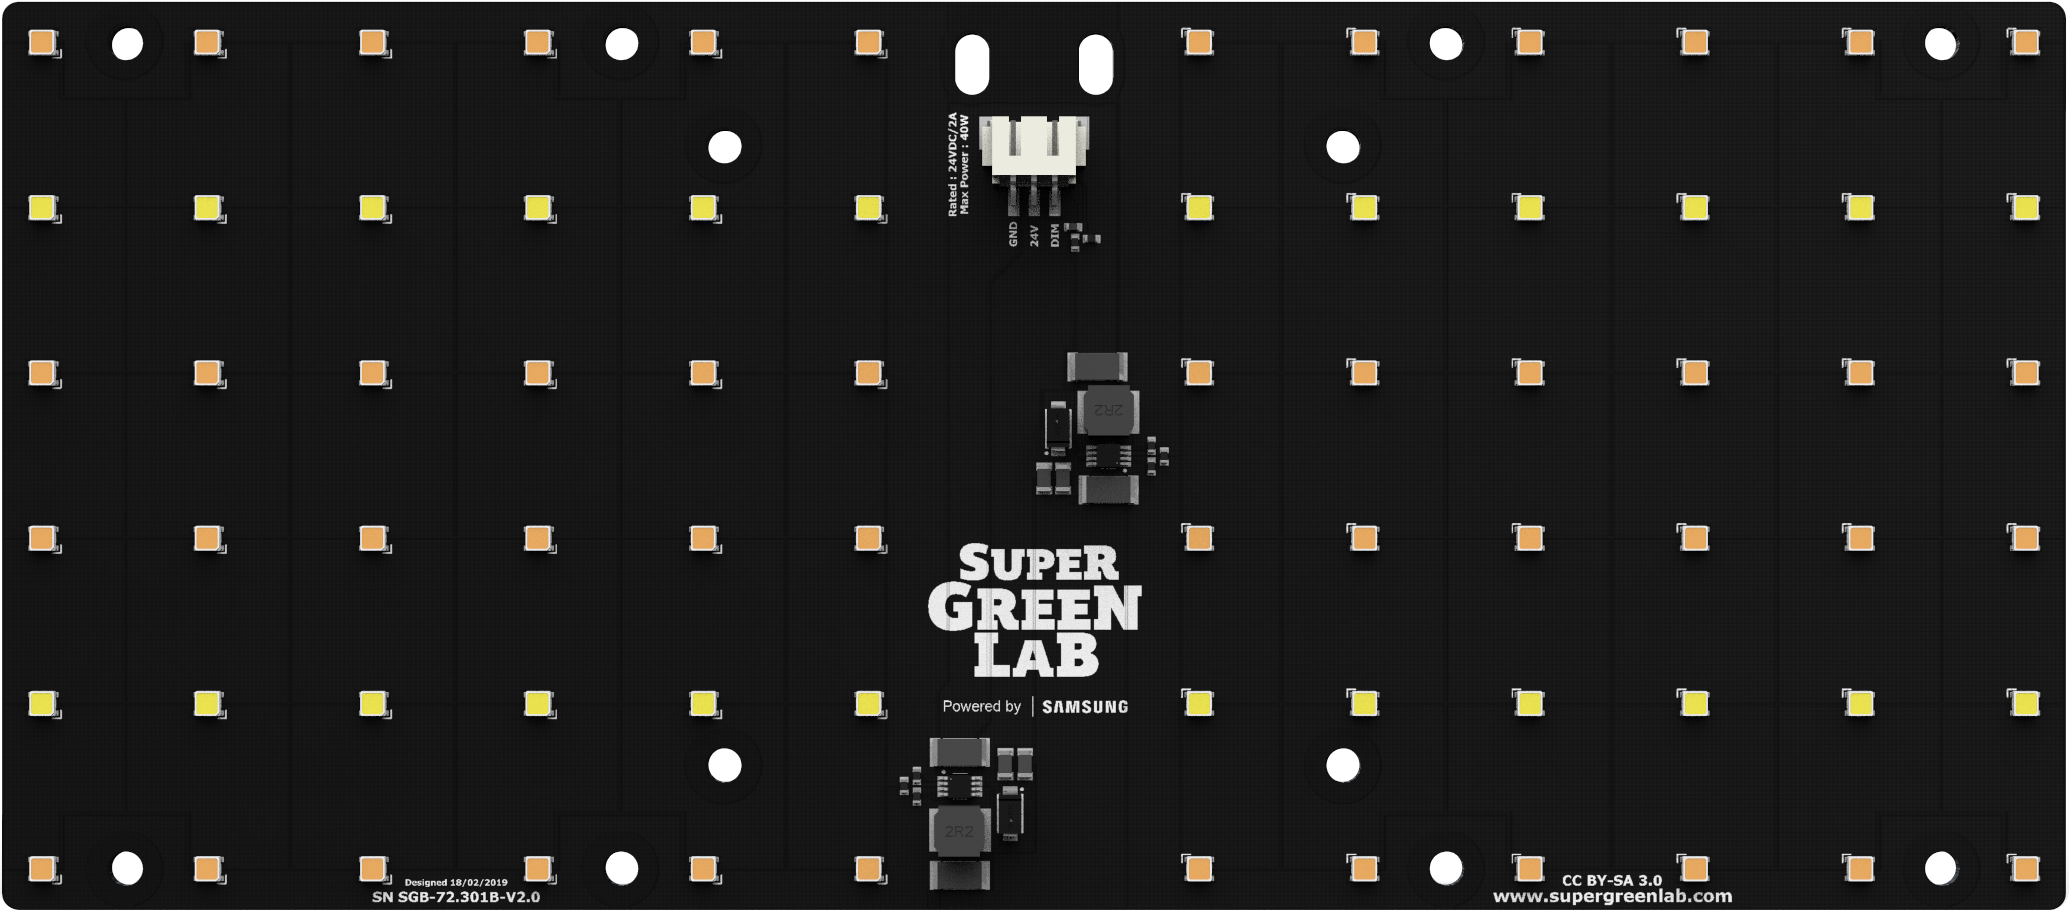 Rated : 24VDC/2A
Max Power : 40W
GND
24V
DIM
2R2
SUPER
GREEN
LAB
Powered by | SAMSUNG
2R2
Designed 18/02/2019
SN SGB-72.301B-V2.0
CC BY-SA 3.0
www.supergreenlab.com